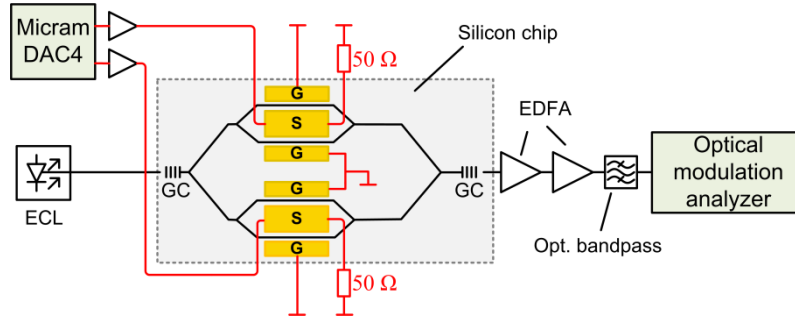 Micram
DAC4
50 Ω
Silicon chip
G
S
G
EDFA
ECL
GC
GC
G
S
G
Optical
modulation
analyzer
Opt. bandpass
50 Ω